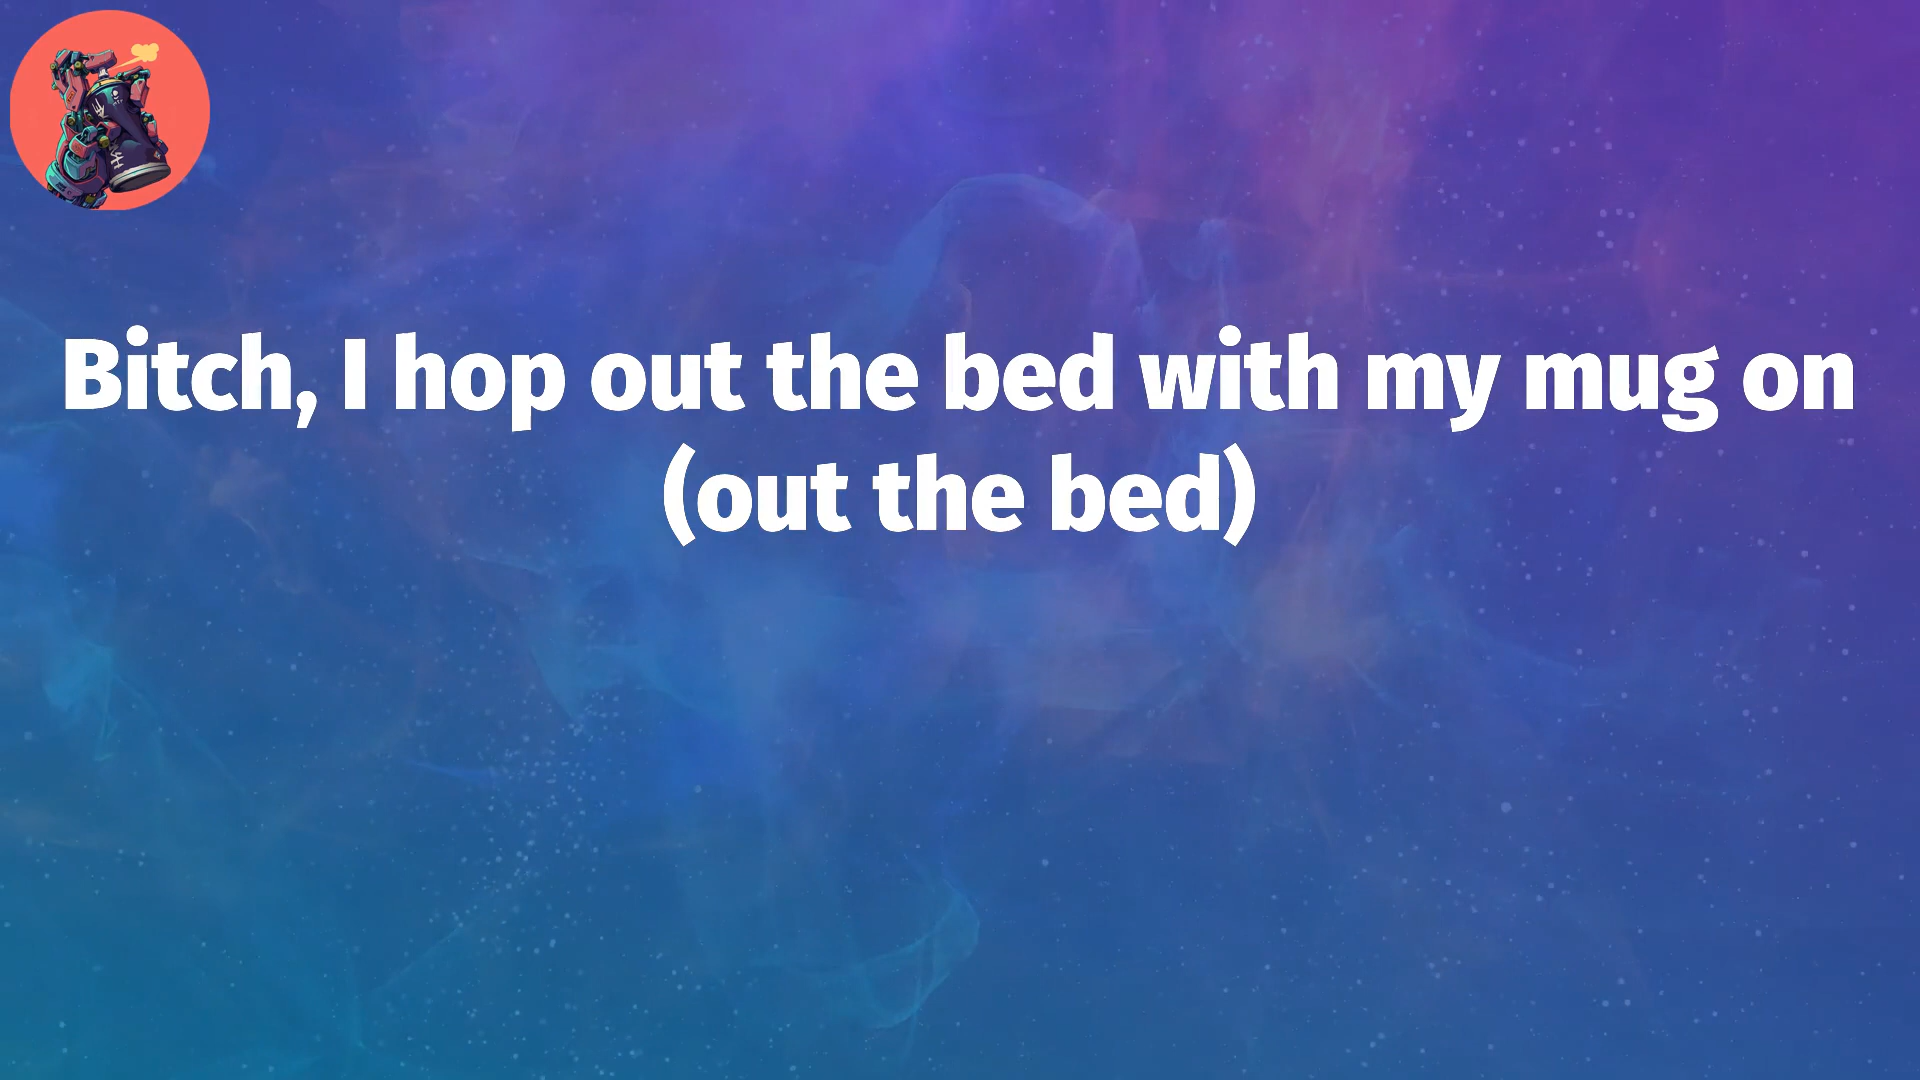 Bitch, I hop out the bed with my mug on
(out the bed)